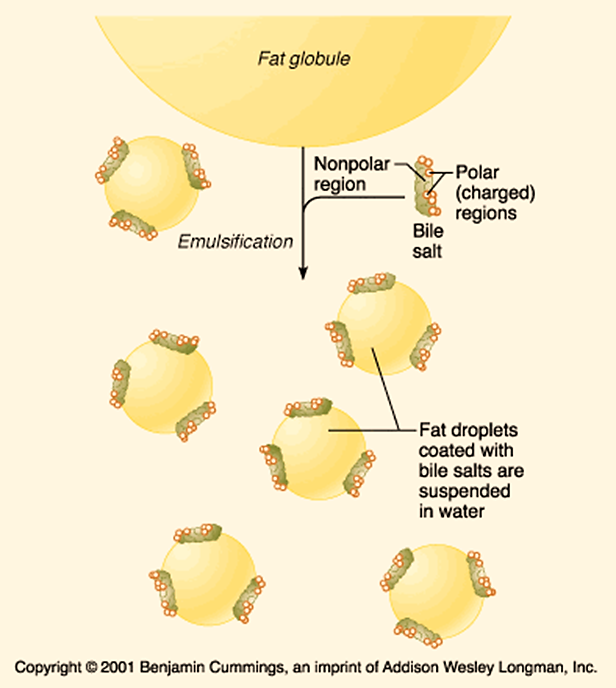 Fat globule
Nonpolar
region
Polar
(charged)
regions
Bile
salt
Emulsification
Fat droplets
coated with
bile salts are
suspended
in water
Copyright © 2001 Benjamin Cummings, an imprint of Addison Wesley Longman, Inc.